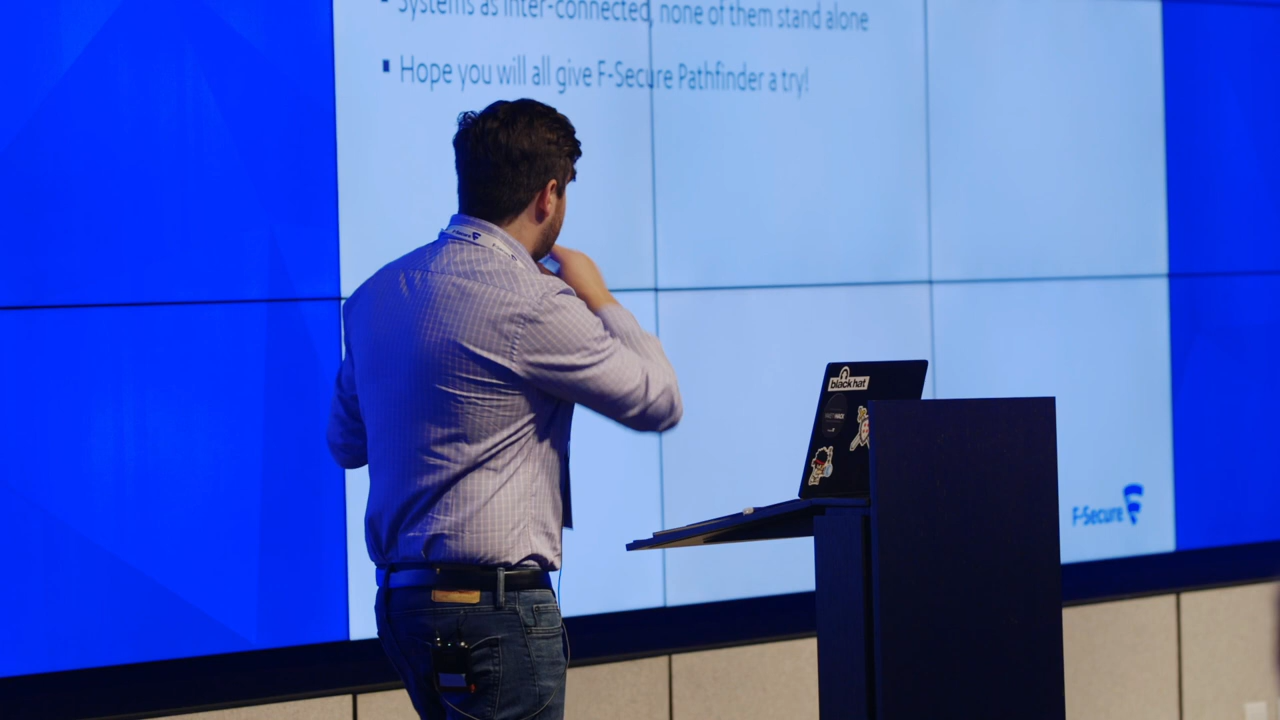 Systems as inter-connected, none of them stand alone
Hope you will all give F-Secure Pathfinder a try!
F-Secure
black hat
F-Secure